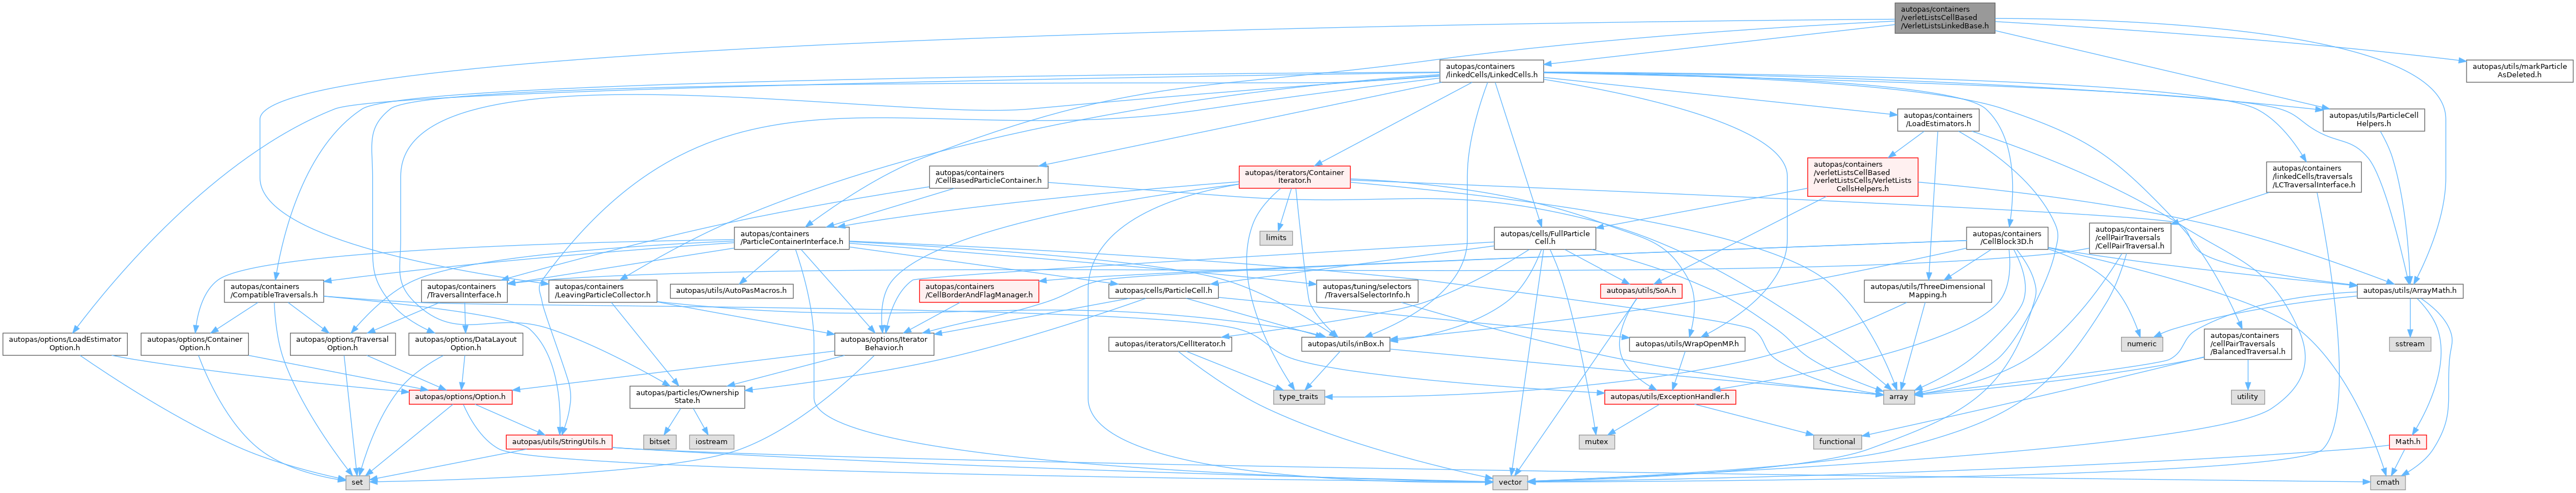 autopas/containers
/verletListsCellBased
/VerletListsLinkedBase.h
autopas/containers
/linkedCells/LinkedCells.h
autopas/utils/markParticle
AsDeleted.h
autopas/containers
/LoadEstimators.h
autopas/utils/ParticleCell
Helpers.h
autopas/containers
/CellBasedParticleContainer.h
autopas/iterators/Container
Iterator.h
autopas/containers
/verletListsCellBased
/verletListsCells/VerletLists
CellsHelpers.h
autopas/containers
/linkedCells/traversals
/LCTraversalInterface.h
autopas/containers
/ParticleContainerInterface.h
limits
autopas/cells/FullParticle
Cell.h
autopas/containers
/CellBlock3D.h
autopas/containers
/cellPairTraversals
/CellPairTraversal.h
autopas/containers
/CompatibleTraversals.h
autopas/containers
/TraversalInterface.h
autopas/containers
/LeavingParticleCollector.h
autopas/utils/AutoPasMacros.h
autopas/containers
/CellBorderAndFlagManager.h
autopas/cells/ParticleCell.h
autopas/tuning/selectors
/TraversalSelectorInfo.h
autopas/utils/SoA.h
autopas/utils/ThreeDimensional
Mapping.h
autopas/utils/ArrayMath.h
autopas/options/LoadEstimator
Option.h
autopas/options/Container
Option.h
autopas/options/Traversal
Option.h
autopas/options/DataLayout
Option.h
autopas/options/Iterator
Behavior.h
autopas/iterators/CellIterator.h
autopas/utils/inBox.h
autopas/utils/WrapOpenMP.h
numeric
autopas/containers
/cellPairTraversals
/BalancedTraversal.h
sstream
autopas/options/Option.h
autopas/particles/Ownership
State.h
type_traits
autopas/utils/ExceptionHandler.h
array
utility
autopas/utils/StringUtils.h
bitset
iostream
mutex
functional
Math.h
set
vector
cmath